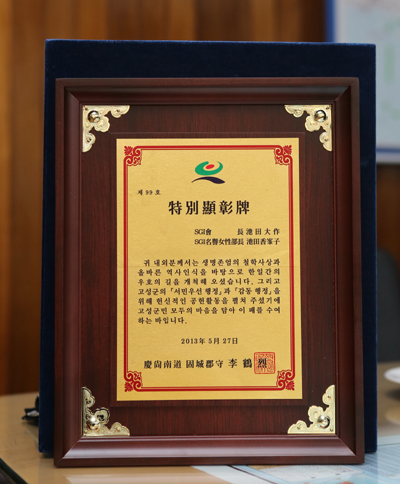 제 99 호
特別顯彰牌
SGI會 長 池田大作
SGI名譽女性部長 池田香峯子
귀 내외분께서는 생명존엄의 철학사상과
올바른 역사인식을 바탕으로 한일간의
우호의 길을 개척해 오셨습니다. 그리고
고성군의 『서민우선 행정』과 『감동 행정』을
위해 헌신적인 공헌활동을 펼쳐 주셨기에
고성군민 모두의 마음을 담아 이 패를 수여
하는 바입니다.
2013년 5월 27일
慶尙南道 固城郡守 李鶴烈